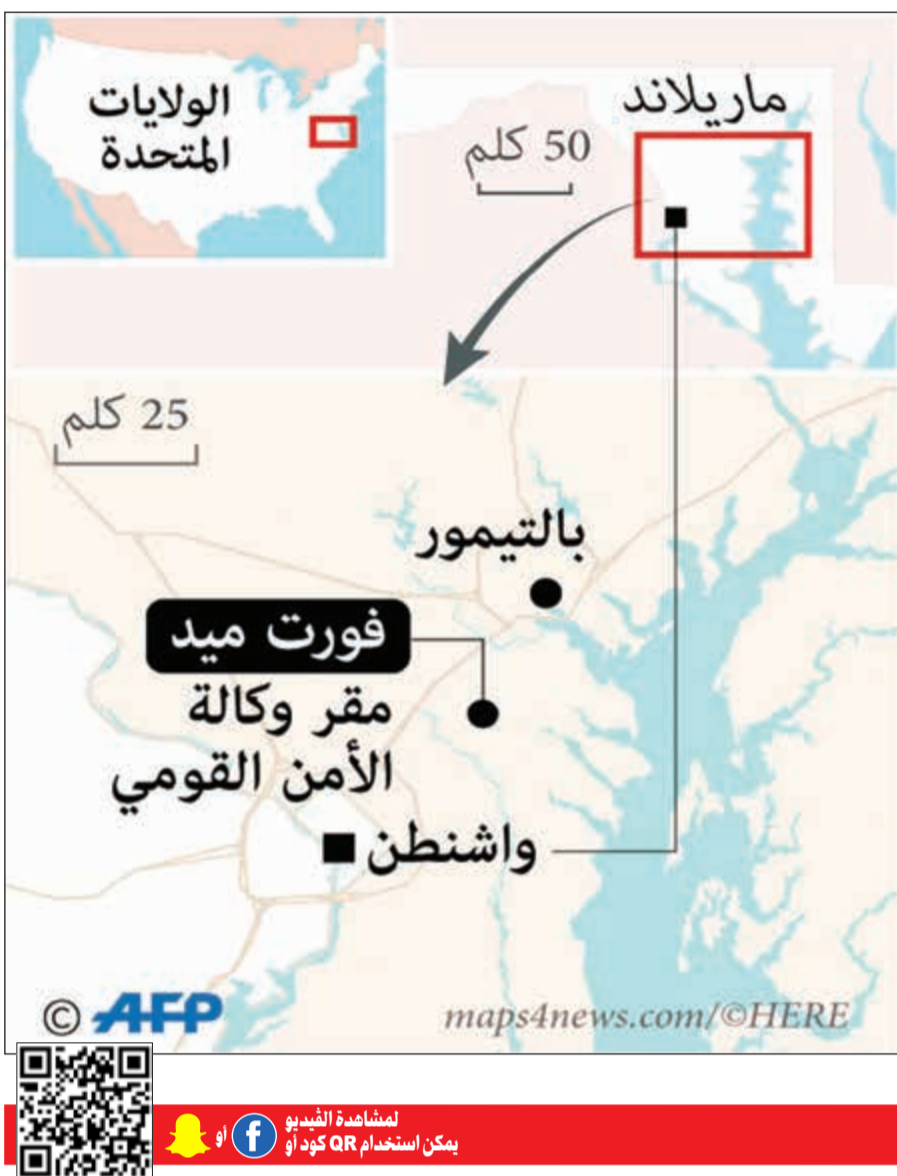 الولايات
المتحدة
ماريلاند
50 كلم
25 كلم
بالتيمور
فورت ميد
مقر وكالة
الأمن القومي
واشنطن
© AFP
maps4news.com/©HERE
لمشاهدة الڤيديو
يمكن استخدام QR كود أو f أو